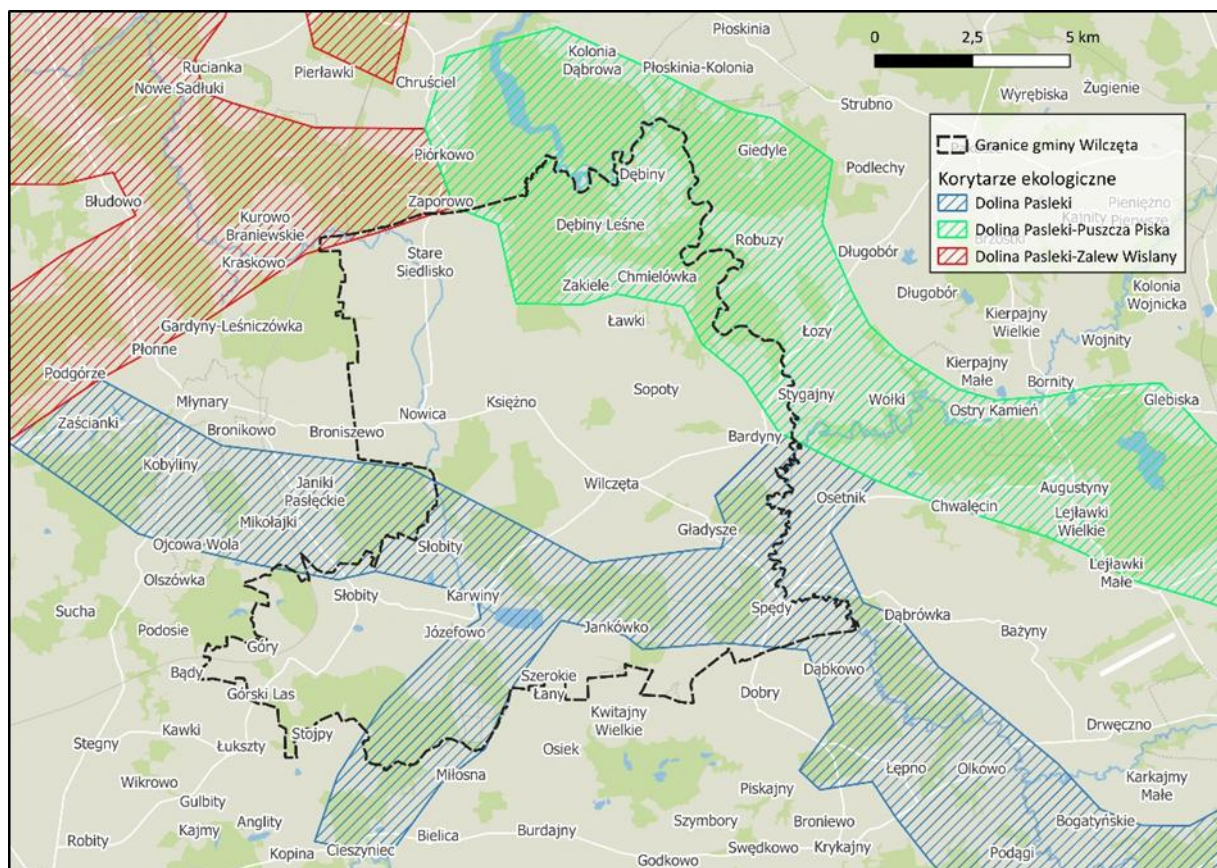 Płoskinia
0
2,5
5 km
Kolonia
Dąbrowa
Rucianka
Pierławki
Płoskinia-Kolonia
Chruściel
Nowe Sadłuki
Wyrębiska
Żugienie
Strubno
Granice gminy Wilczęta
Korytarze ekologiczne
Dolina Pasleki
Dolina Pasleki-Puszcza Piska
Dolina Pasleki-Zalew Wislany
Piórkowo
Giedyle
Podlechy
Dębiny
Pieniężno
Pierwsze
Błudowo
Zaporowo
Kurowo
Braniewskie
Dębiny Leśne
Robuzy
Długobór
Kraskowo
Stare
Siedlisko
Chmielówka
Zakiele
Długobór
Kolonia
Wojnicka
Gardyny-Leśniczówka
Ławki
Łozy
Kierpajny
Wielkie
Wojnity
Płonne
Podgórze
Kierpajny
Małe
Bornity
Młynary
Sopoty
Stygajny
Wołki
Glebiska
Zaścianki
Nowica
Księżno
Ostry Kamień
Bronikowo
Broniszewo
Bardyny
Kobyliny
Janiki
Pasłęckie
Wilczęta
Osetnik
Augustyny
Chwalęcin
Lejławki
Wielkie
Mikołajki
Gładysze
Ojcowa Wola
Słobity
Lejławki
Małe
Olszówka
Słobity
Karwiny
Sucha
Spędy
Dąbrówka
Podosie
Józefowo
Jankówko
Bażyny
Góry
Bądy
Szerokie
Łany
Dąbkowo
Górski Las
Dobry
Kwitajny
Wielkie
Drwęczno
Stegny
Kawki
Łukszty
Stojpy
Osiek
Miłosna
Łępno
Olkowo
Karkajmy
Małe
Wikrowo
Piskajny
Gulbity
Anglity
Szymbory
Broniewo
Bogatyńskie
Robity
Kajmy
Bielica
Burdajny
Kopina
Cieszyniec
Swędkowo
Krykajny
Podągi
Godkowo